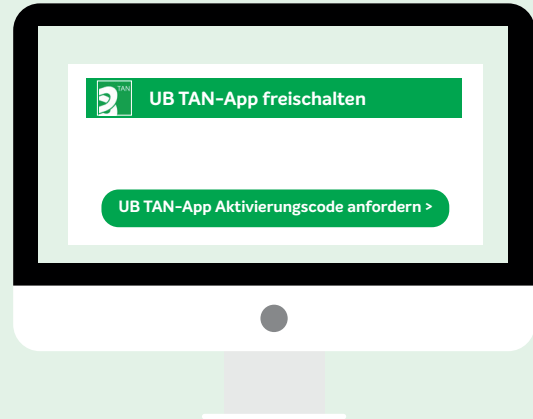 TAN
UB TAN-App freischalten
UB TAN-App Aktivierungscode anfordern >